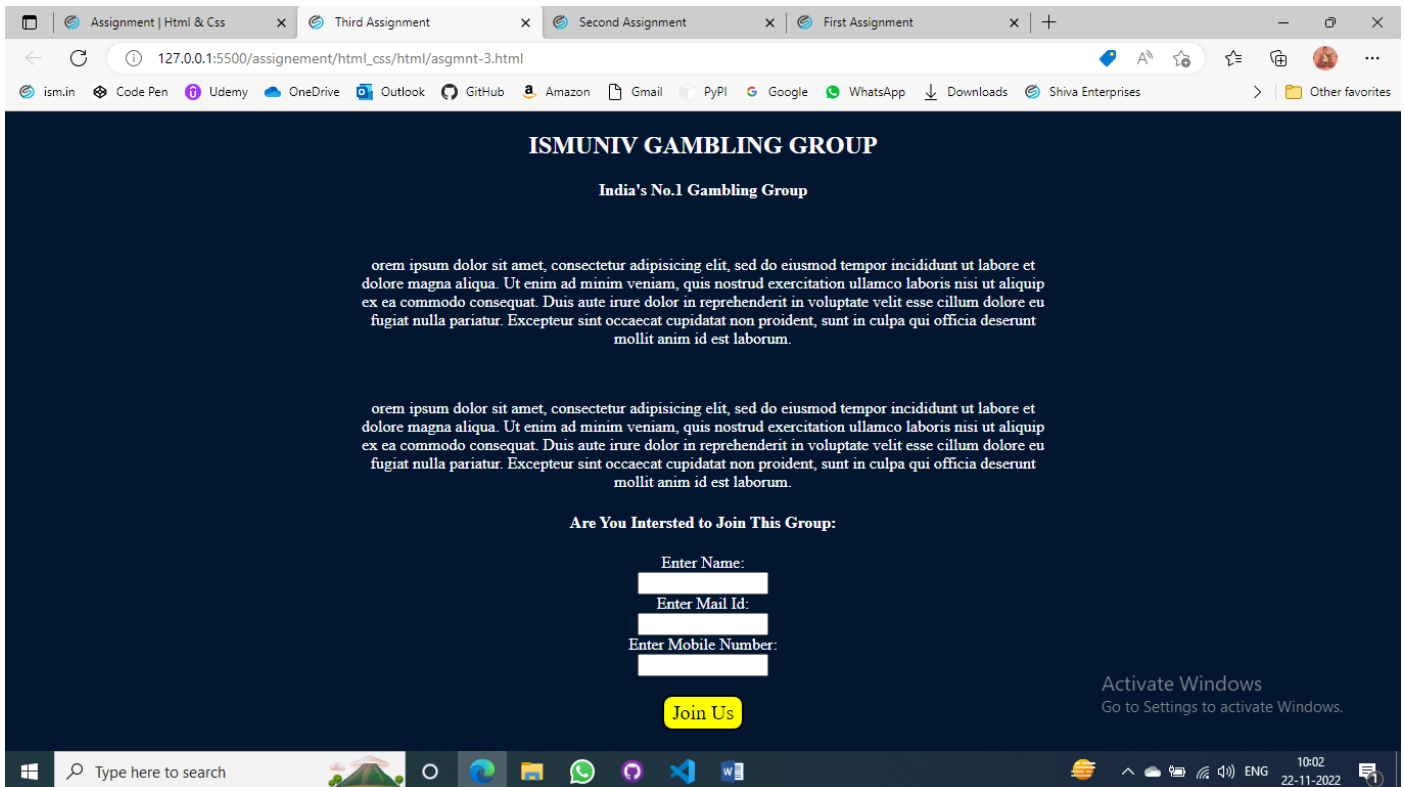 Assignment | Html & Css
Third Assignment
Second Assignment
First Assignment
127.0.0.1:5500/assignement/html_css/html/asgmnt-3.html
ism.in Code Pen Udemy OneDrive Outlook GitHub Amazon Gmail PyPI Google WhatsApp Downloads Shiva Enterprises Other favorites
ISMUNIV GAMBLING GROUP
India's No.1 Gambling Group
orem ipsum dolor sit amet, consectetur adipisicing elit, sed do eiusmod tempor incididunt ut labore et
dolore magna aliqua. Ut enim ad minim veniam, quis nostrud exercitation ullamco laboris nisi ut aliquip
ex ea commodo consequat. Duis aute irure dolor in reprehenderit in voluptate velit esse cillum dolore eu
fugiat nulla pariatur. Excepteur sint occaecat cupidatat non proident, sunt in culpa qui officia deserunt
mollit anim id est laborum.
orem ipsum dolor sit amet, consectetur adipisicing elit, sed do eiusmod tempor incididunt ut labore et
dolore magna aliqua. Ut enim ad minim veniam, quis nostrud exercitation ullamco laboris nisi ut aliquip
ex ea commodo consequat. Duis aute irure dolor in reprehenderit in voluptate velit esse cillum dolore eu
fugiat nulla pariatur. Excepteur sint occaecat cupidatat non proident, sunt in culpa qui officia deserunt
mollit anim id est laborum.
Are You Intersted to Join This Group:
Enter Name:
Enter Mail Id:
Enter Mobile Number:
Join Us
Activate Windows
Go to Settings to activate Windows.
Type here to search
ENG
10:02
22-11-2022